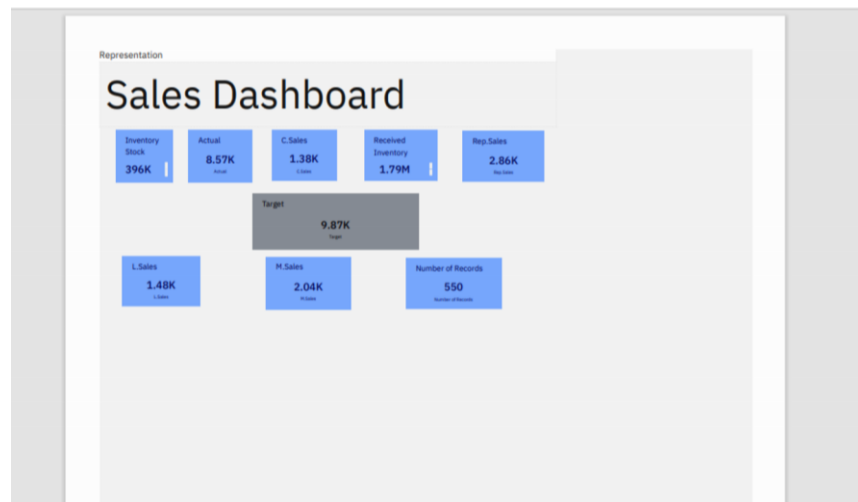 Representation
Sales Dashboard
Inventory
Stock
396K
Actual
8.57K
Actual
C.Sales
1.38K
C.Sales
Received
Inventory
1.79M
Rep.Sales
2.86K
Rep.Sales
Target
9.87K
Target
L.Sales
1.48K
L.Sales
M.Sales
2.04K
M.Sales
Number of Records
550
Number of Records